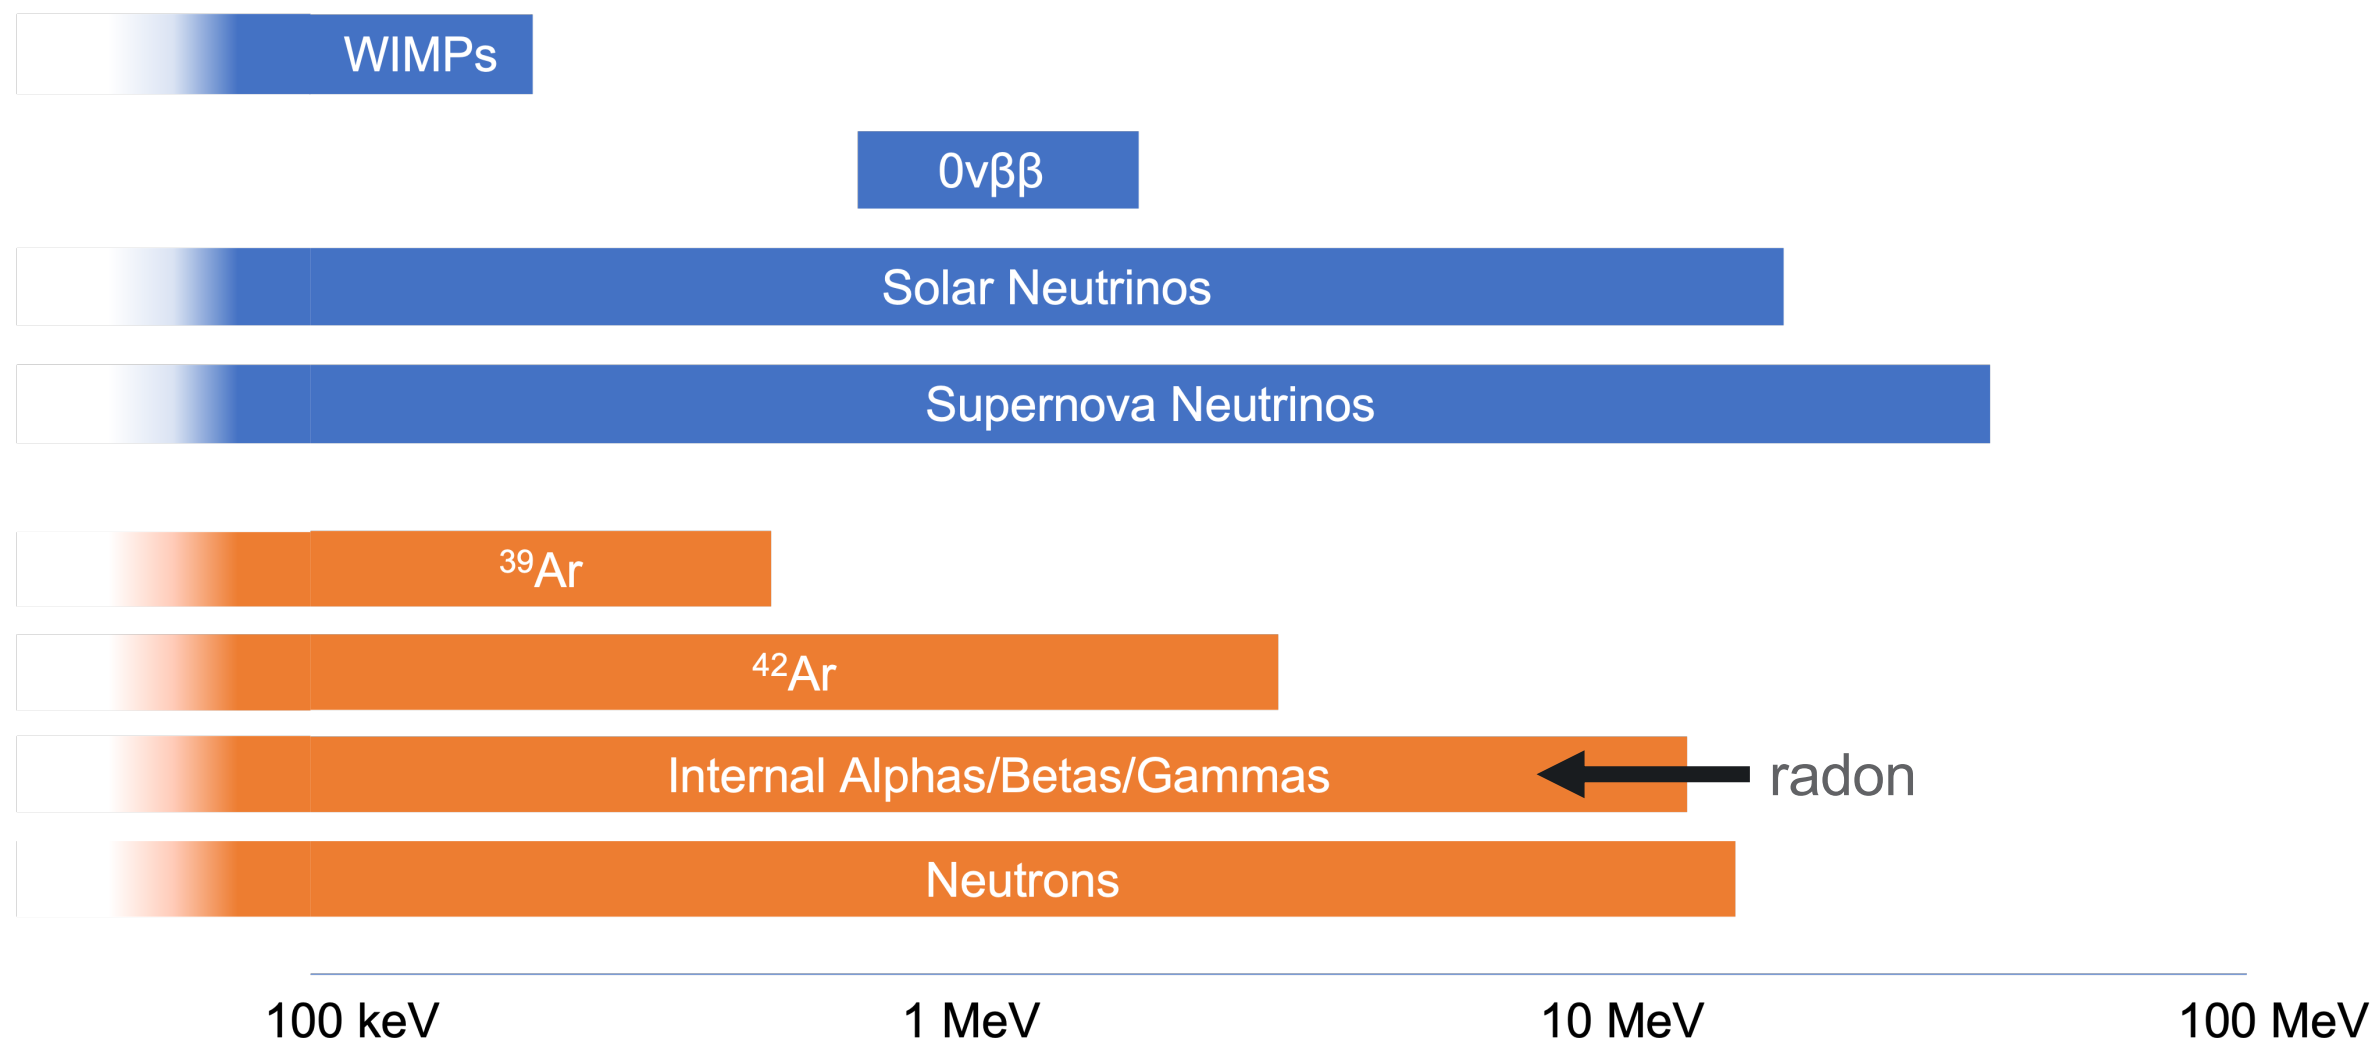 WIMPs
0νββ
Solar Neutrinos
Supernova Neutrinos
³⁹Ar
⁴²Ar
Internal Alphas/Betas/Gammas
radon
Neutrons
100 keV
1 MeV
10 MeV
100 MeV